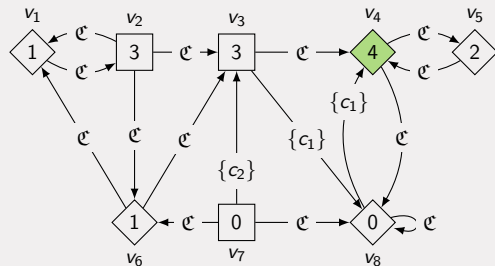 v₁ v₂ v₃ v₄ v₅
ℭ ℭ
1 3 ℭ 3 ℭ 4 2
ℭ ℭ
{c₁}
ℭ ℭ ℭ {c₁} ℭ
{c₂}
1 ℭ 0 ℭ 0 ℭ
v₆ v₇ v₈